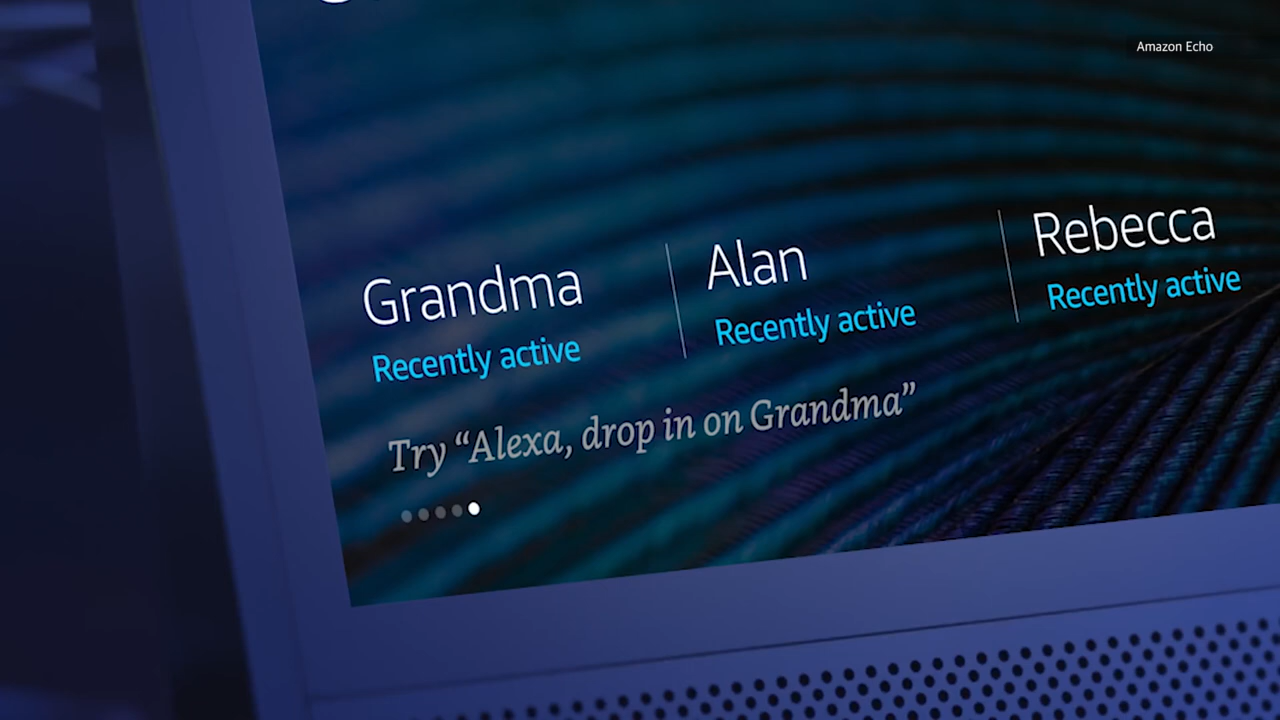 Amazon Echo
Grandma
Recently active
Alan
Recently active
Rebecca
Recently active
Try “Alexa, drop in on Grandma”